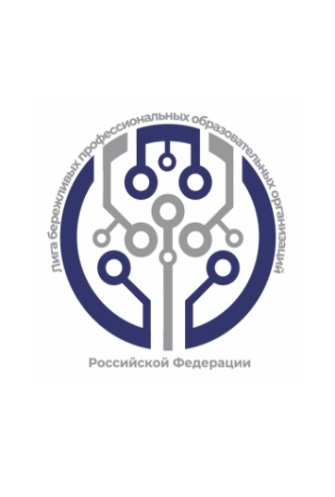 Лига бережливых профессиональных образовательных организаций
Российской Федерации